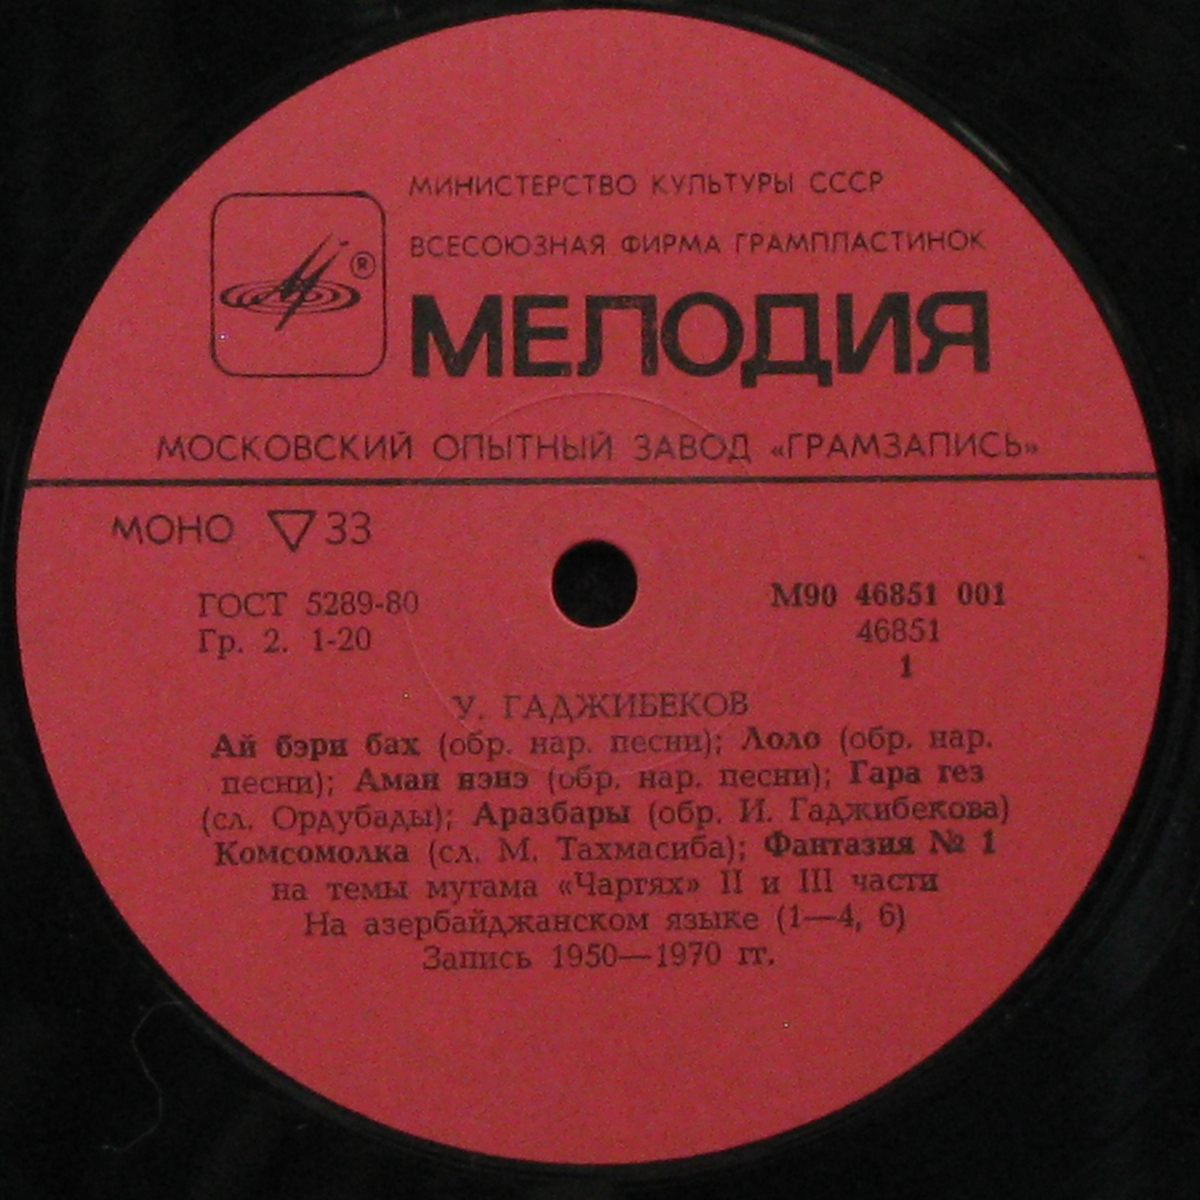 МИНИСТЕРСТВО КУЛЬТУРЫ СССР
ВСЕСОЮЗНАЯ ФИРМА ГРАМПЛАСТИНОК
®
МЕЛОДИЯ
МОСКОВСКИЙ ОПЫТНЫЙ ЗАВОД «ГРАМЗАПИСЬ»
МОНО ▽ 33
ГОСТ 5289-80
Гр. 2. 1-20
М90 46851 001
46851
1
У. ГАДЖИБЕКОВ
Ай бэри бах (обр. нар. песни); Лоло (обр. нар.
песни); Аман нэнэ (обр. нар. песни); Гара гез
(сл. Ордубады); Аразбары (обр. И. Гаджибекова)
Комсомолка (сл. М. Тахмасиба); Фантазия № 1
на темы мугама «Чаргях» II и III части
На азербайджанском языке (1—4, 6)
Запись 1950—1970 гг.